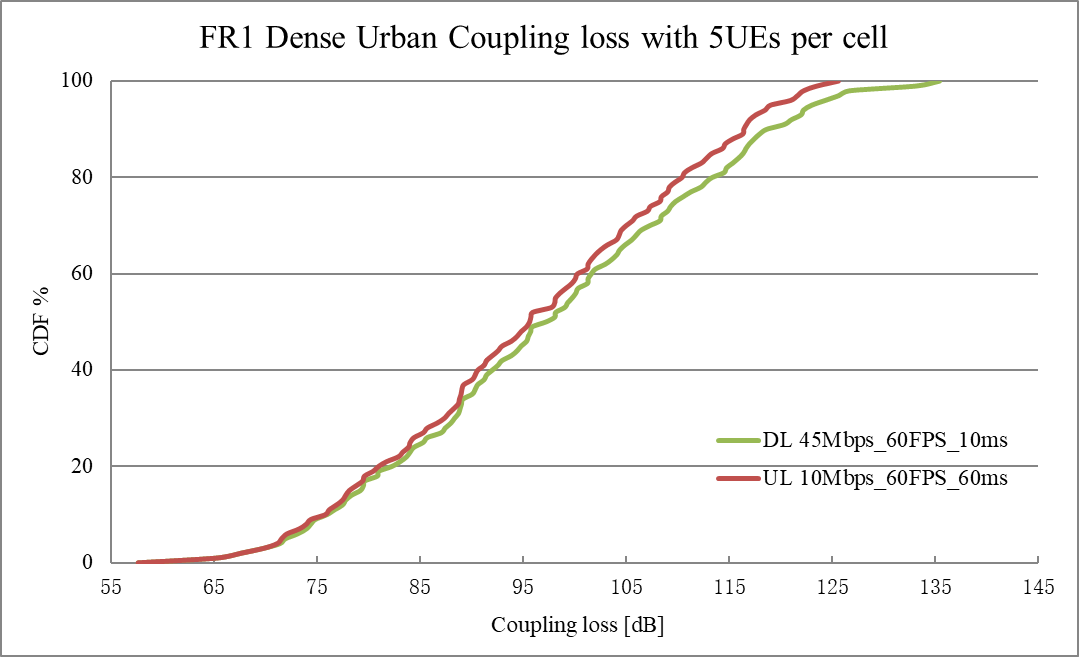 FR1 Dense Urban Coupling loss with 5UEs per cell
100
80
60
40
20
0
CDF %
DL 45Mbps_60FPS_10ms
UL 10Mbps_60FPS_60ms
55 65 75 85 95 105 115 125 135 145
Coupling loss [dB]